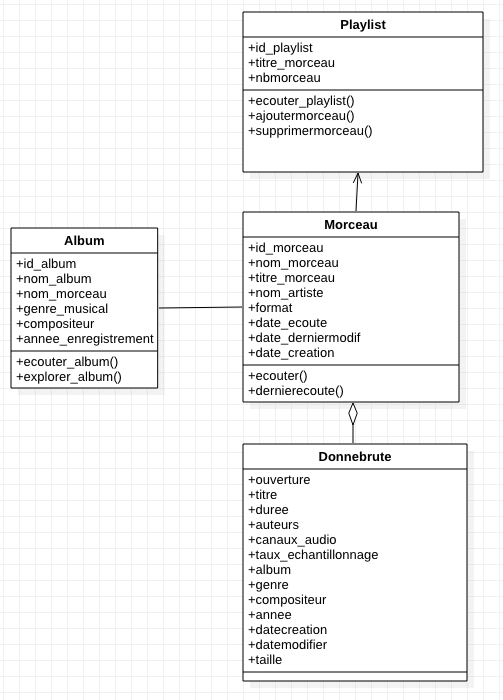 Playlist
+id_playlist
+titre_morceau
+nbmorceau
+ecouter_playlist()
+ajoutermorceau()
+supprimermorceau()
Album
+id_album
+nom_album
+nom_morceau
+genre_musical
+compositeur
+annee_enregistrement
+ecouter_album()
+explorer_album()
Morceau
+id_morceau
+nom_morceau
+titre_morceau
+nom_artiste
+format
+date_ecoute
+date_derniermodif
+date_creation
+ecouter()
+dernierecoute()
Donnebrute
+ouverture
+titre
+duree
+auteurs
+canaux_audio
+taux_echantillonnage
+album
+genre
+compositeur
+annee
+datecreation
+datemodifier
+taille